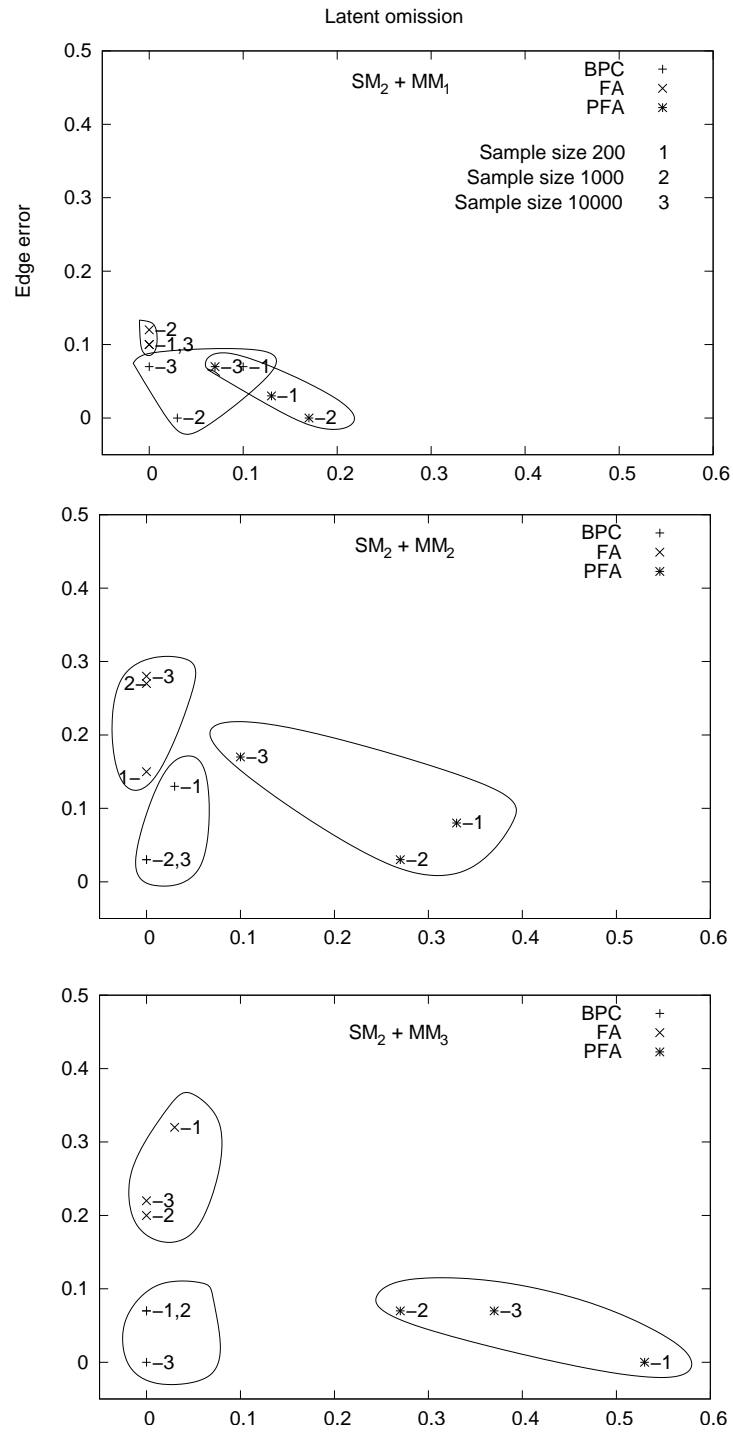 Latent omission
0.5
SM₂ + MM₁
BPC +
FA ×
PFA ∗
0.4
Sample size 200 1
Sample size 1000 2
Sample size 10000 3
0.3
Edge error
0.2
–2
0.1
–1,3
–3
–3
–1
–1
0
–2
–2
0 0.1 0.2 0.3 0.4 0.5 0.6
0.5
SM₂ + MM₂
BPC +
FA ×
PFA ∗
0.4
0.3
–3
2–
0.2
–3
1–
–1
0.1
–1
–2,3
–2
0
0 0.1 0.2 0.3 0.4 0.5 0.6
0.5
SM₂ + MM₃
BPC +
FA ×
PFA ∗
0.4
–1
0.3
–3
0.2
–2
0.1
–1,2
–2
–3
0
–3
–1
0 0.1 0.2 0.3 0.4 0.5 0.6